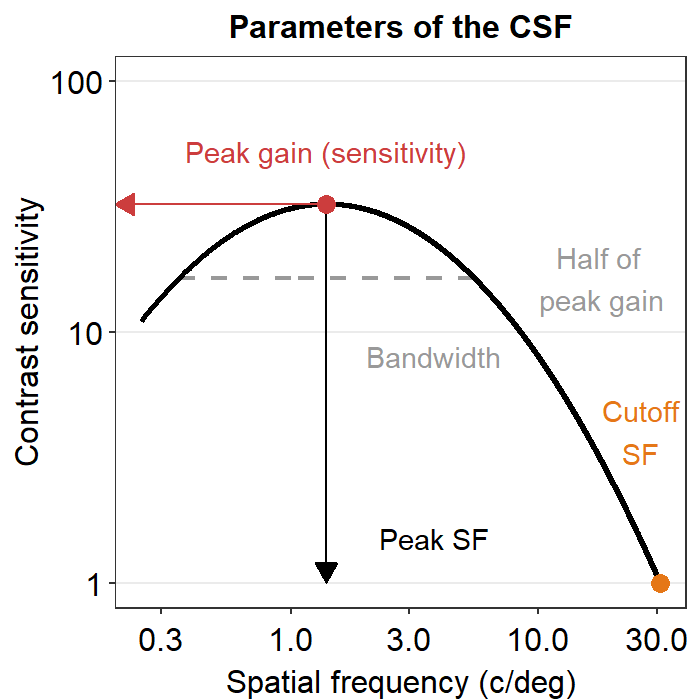 Parameters of the CSF
100
Peak gain (sensitivity)
Half of
peak gain
Contrast sensitivity
10
Bandwidth
Cutoff
SF
Peak SF
1
0.3 1.0 3.0 10.0 30.0
Spatial frequency (c/deg)